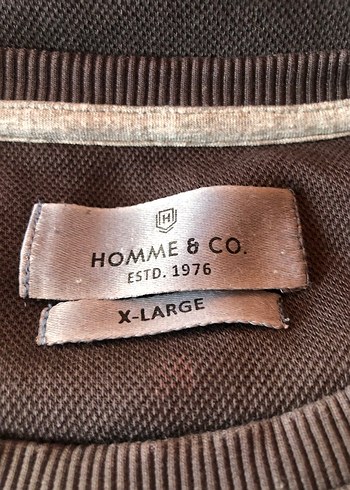 H
HOMME & CO.
ESTD. 1976
X-LARGE